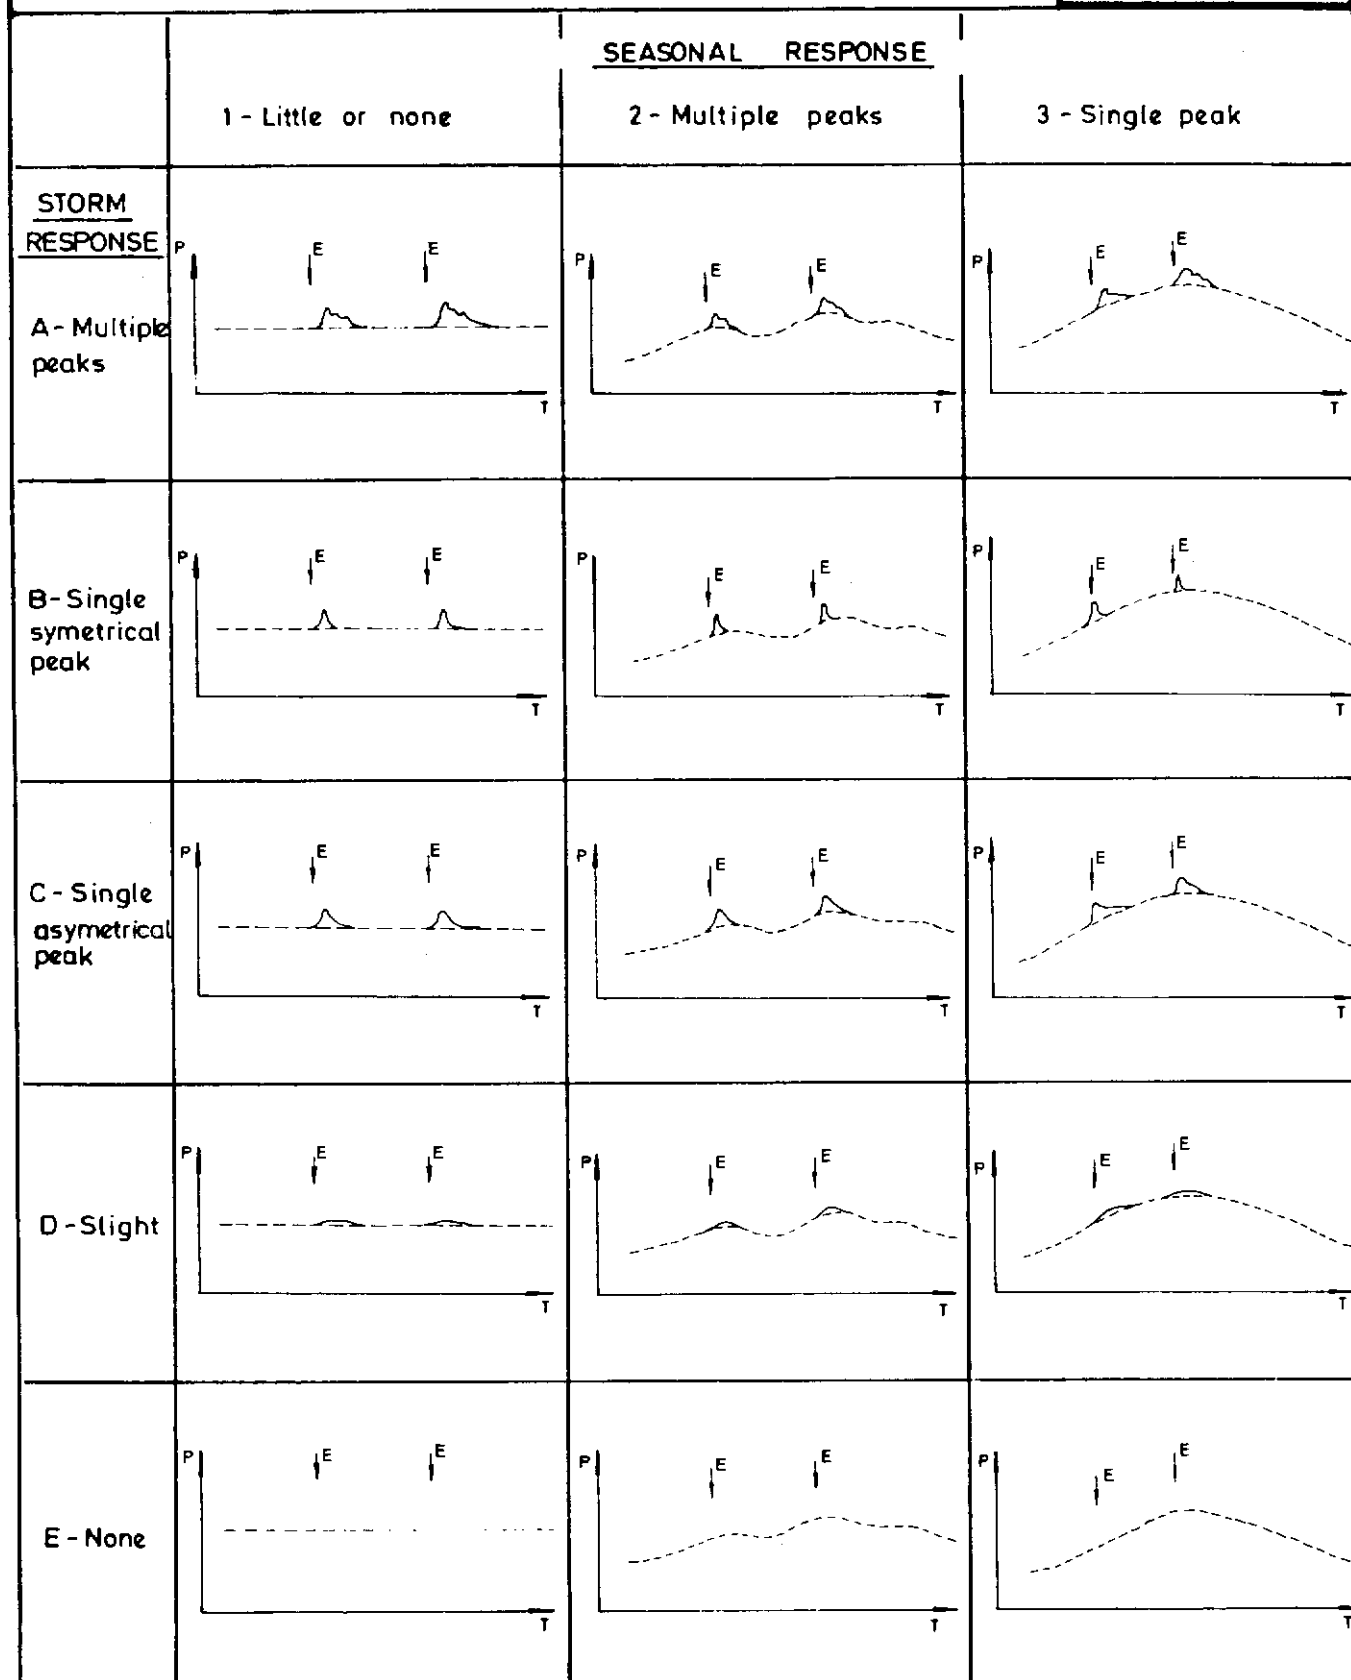 SEASONAL RESPONSE
1 - Little or none
2 - Multiple peaks
3 - Single peak
STORM
RESPONSE
A - Multiple
peaks
P E E T
P E E T
P E E T
B - Single
symetrical
peak
P E E T
P E E T
P E E T
C - Single
asymetrical
peak
P E E T
P E E T
P E E T
D - Slight
P E E T
P E E T
P E E T
E - None
P E E T
P E E T
P E E T